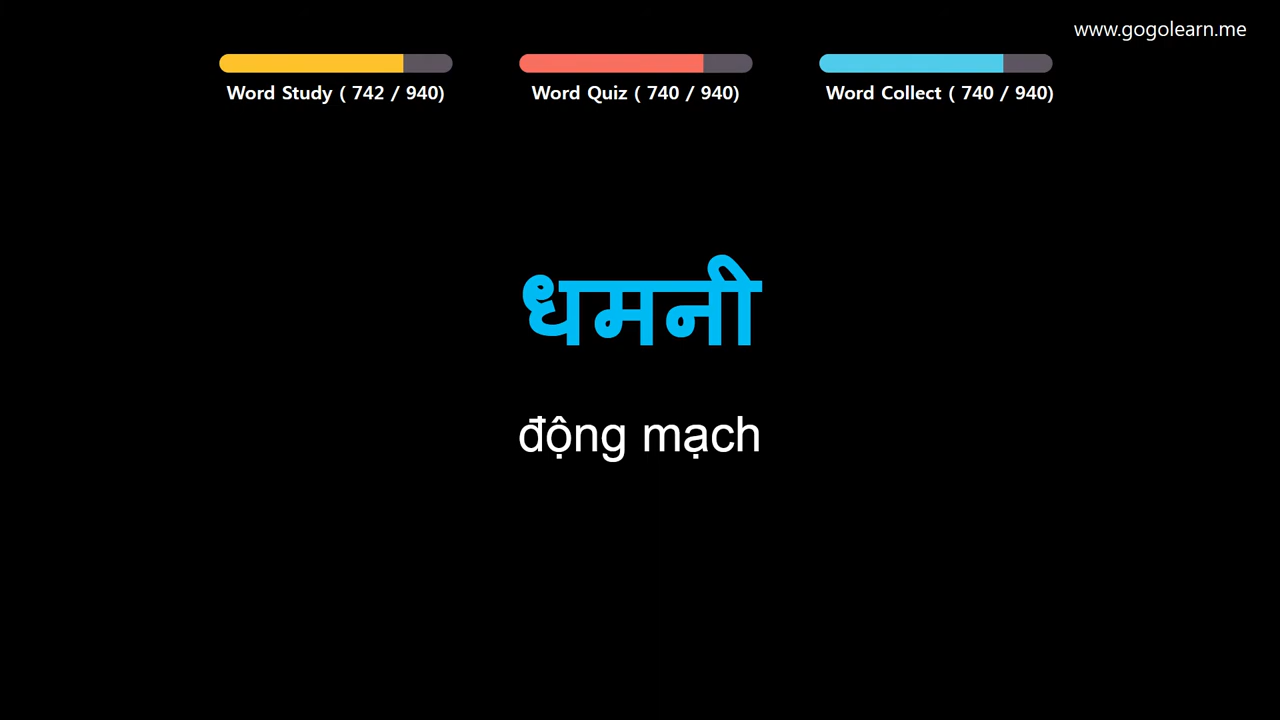 www.gogolearn.me
Word Study ( 742 / 940)
Word Quiz ( 740 / 940)
Word Collect ( 740 / 940)
धमनी
động mạch